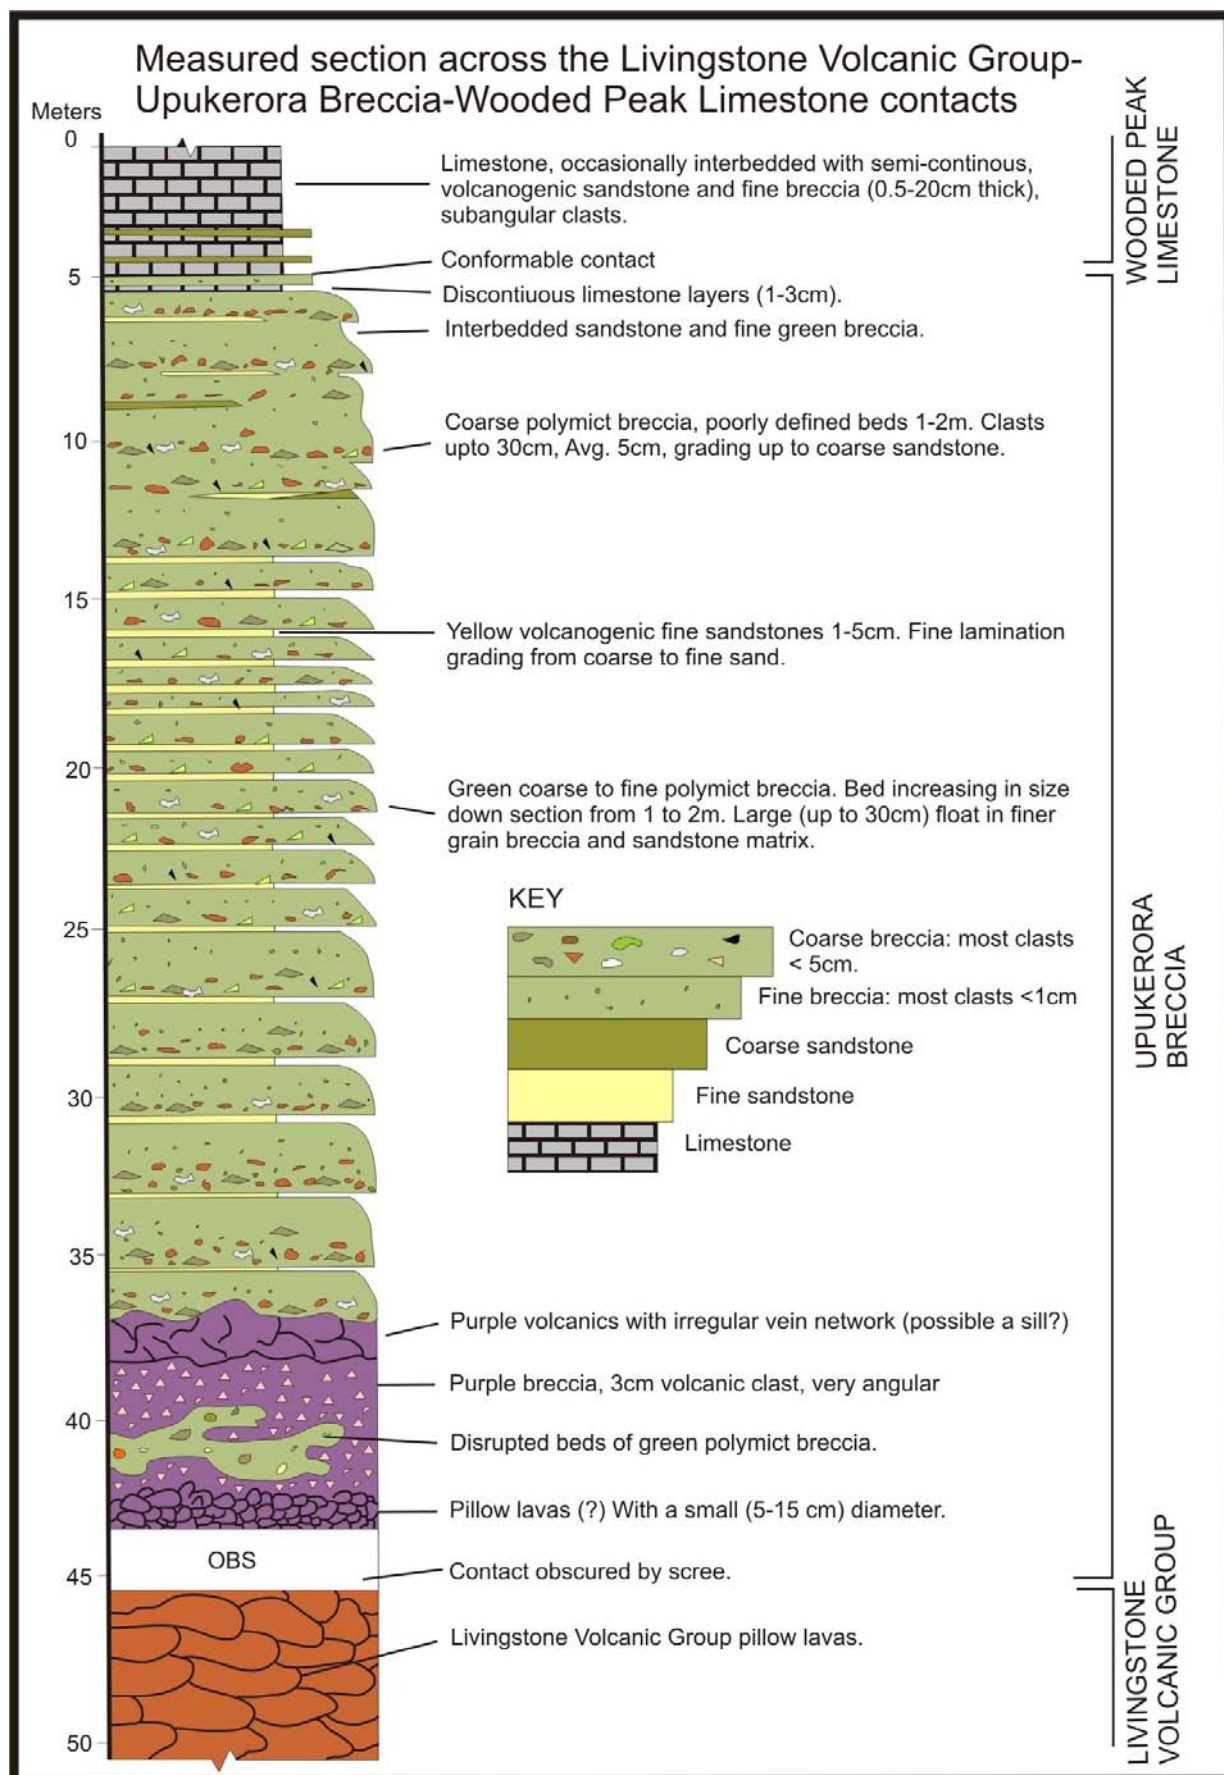 Measured section across the Livingstone Volcanic Group-
Upukerora Breccia-Wooded Peak Limestone contacts
Meters
0
5
10
15
20
25
30
35
40
45
50
Limestone, occasionally interbedded with semi-continous,
volcanogenic sandstone and fine breccia (0.5-20cm thick),
subangular clasts.
Conformable contact
Discontiuous limestone layers (1-3cm).
Interbedded sandstone and fine green breccia.
Coarse polymict breccia, poorly defined beds 1-2m. Clasts
upto 30cm, Avg. 5cm, grading up to coarse sandstone.
Yellow volcanogenic fine sandstones 1-5cm. Fine lamination
grading from coarse to fine sand.
Green coarse to fine polymict breccia. Bed increasing in size
down section from 1 to 2m. Large (up to 30cm) float in finer
grain breccia and sandstone matrix.
KEY
Coarse breccia: most clasts
< 5cm.
Fine breccia: most clasts <1cm
Coarse sandstone
Fine sandstone
Limestone
Purple volcanics with irregular vein network (possible a sill?)
Purple breccia, 3cm volcanic clast, very angular
Disrupted beds of green polymict breccia.
Pillow lavas (?) With a small (5-15 cm) diameter.
OBS
Contact obscured by scree.
Livingstone Volcanic Group pillow lavas.
WOODED PEAK
LIMESTONE
UPUKERORA
BRECCIA
LIVINGSTONE
VOLCANIC GROUP